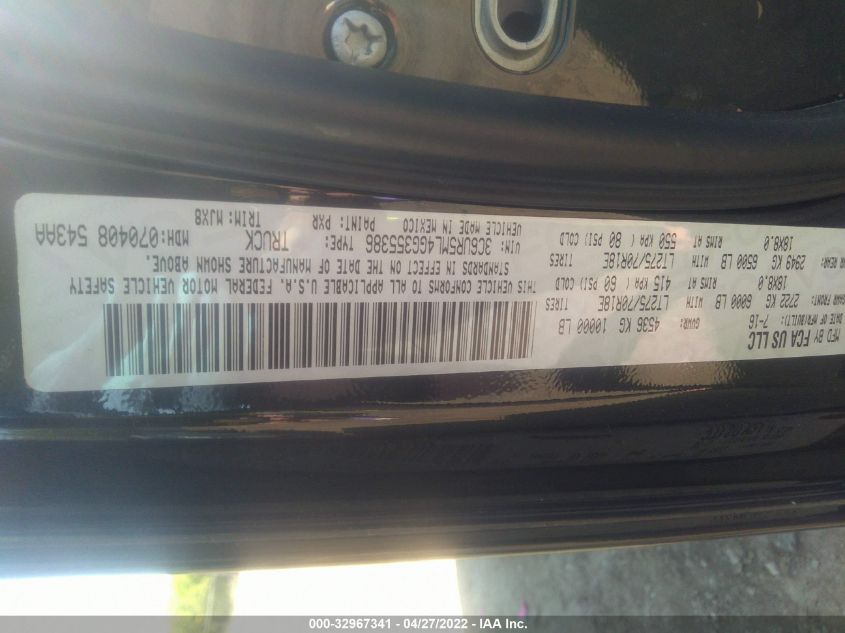 MFD BY FCA US LLC
DATE OF MFR(BUILT): 7-16 GVWR: 4536 KG 10000 LB
GAWR FRONT: 2722 KG 6000 LB WITH LT275/70R18E TIRES
18X8.0 RIMS AT 415 KPA ( 60 PSI) COLD
REAR: 2949 KG 6500 LB WITH LT275/70R18E TIRES
18X8.0 RIMS AT 550 KPA ( 80 PSI) COLD
THIS VEHICLE CONFORMS TO ALL APPLICABLE U.S.A. FEDERAL MOTOR VEHICLE SAFETY
STANDARDS IN EFFECT ON THE DATE OF MANUFACTURE SHOWN ABOVE.
VIN: 3C6UR5ML4GG355386 TYPE: TRUCK MDH:070408 543AA
VEHICLE MADE IN MEXICO PAINT: PXR TRIM: MJX8
000-32967341 - 04/27/2022 - IAA Inc.